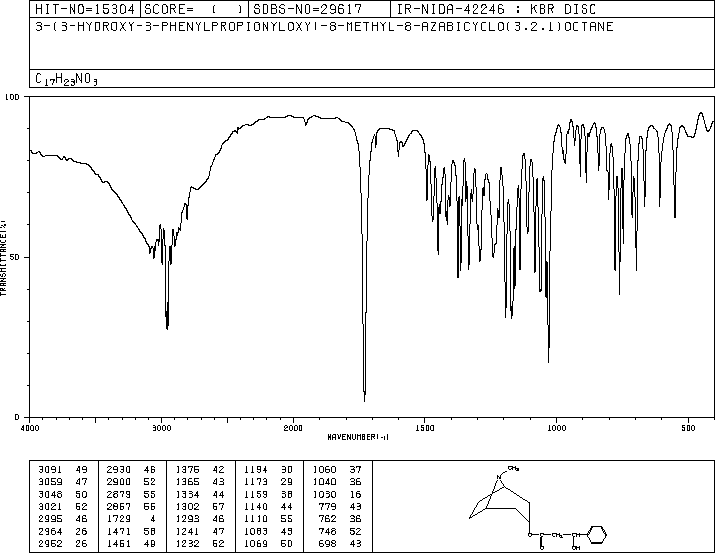 HIT-NO=15304 SCORE= ( ) SDBS-NO=29617 IR-NIDA-42246 : KBR DISC
3-(3-HYDROXY-3-PHENYLPROPIONYLOXY)-8-METHYL-8-AZABICYCLO(3.2.1)OCTANE
C17H23NO3
100
TRANSMITTANCE(%)
50
0
4000 3000 2000 1500 1000 500
WAVENUMBER(-1)
3091 49 2930 46 1376 42 1194 30 1060 37
3059 47 2900 52 1365 43 1173 29 1040 36
3048 50 2879 55 1334 44 1159 38 1030 16
3021 52 2867 66 1302 57 1140 44 779 43
2995 46 1729 4 1293 46 1110 55 762 36
2964 26 1471 58 1241 47 1083 43 748 52
2952 26 1451 49 1232 52 1069 50 698 43
CH3
N
O
C
CH2
CH
O
OH